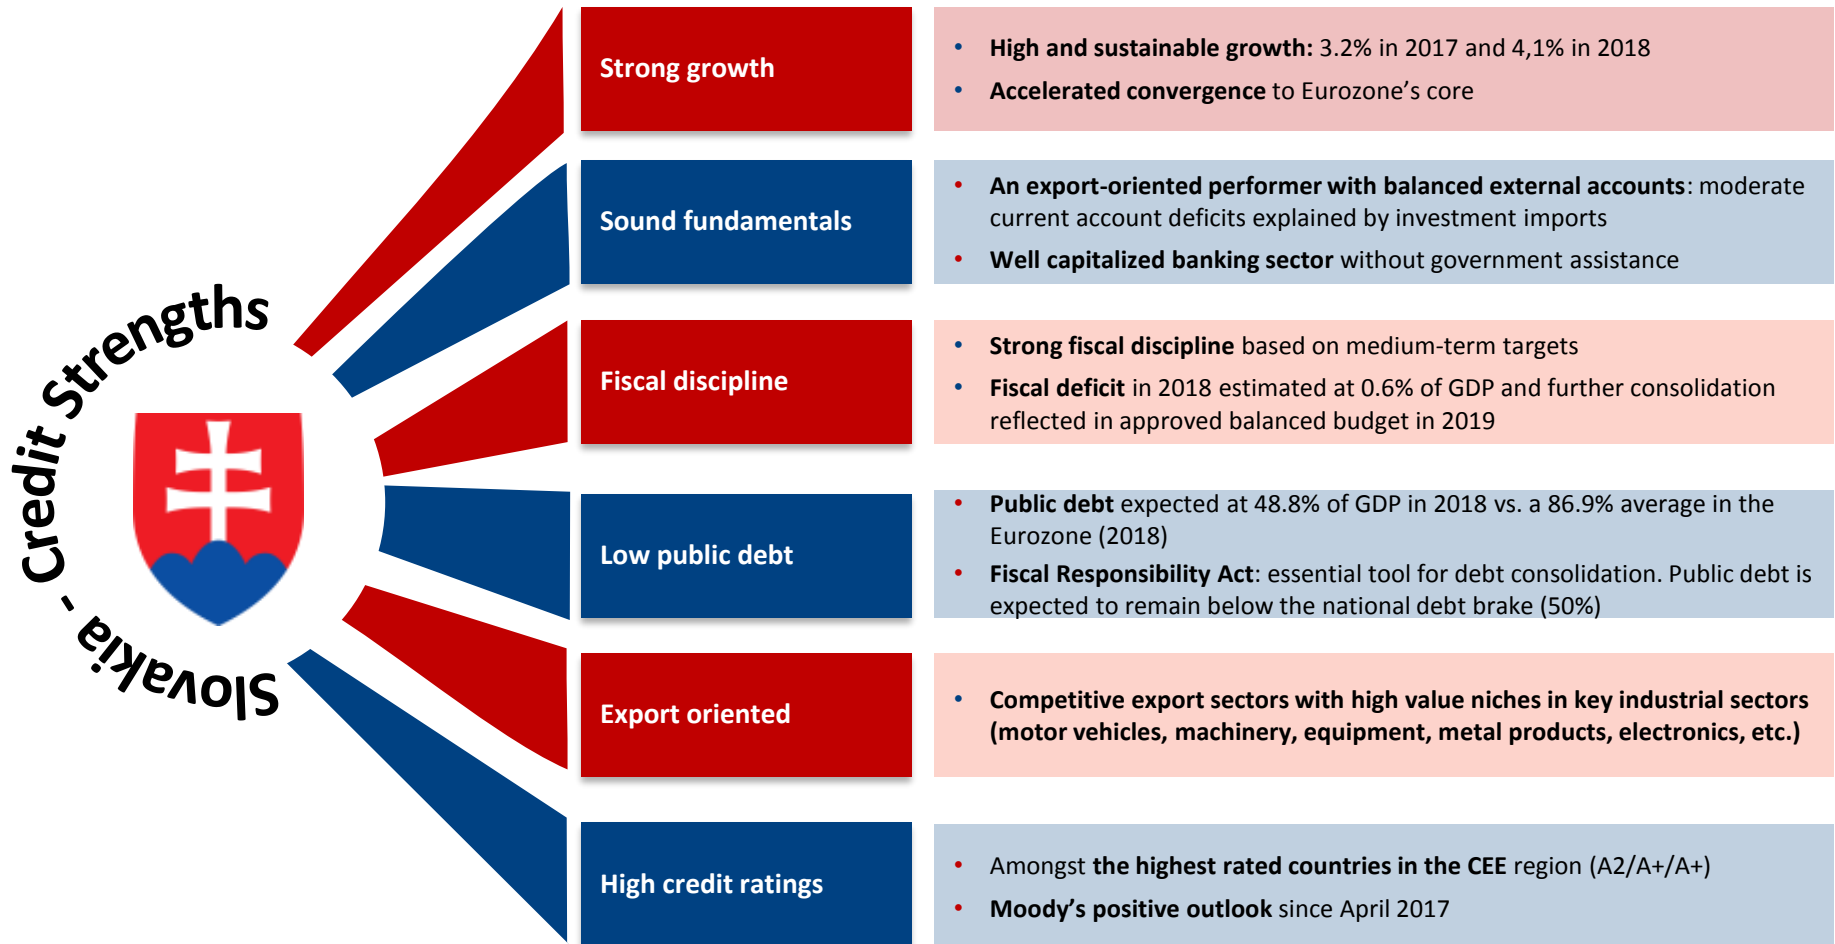 Slovakia - Credit Strengths
Strong growth
• High and sustainable growth: 3.2% in 2017 and 4,1% in 2018
• Accelerated convergence to Eurozone’s core
Sound fundamentals
• An export-oriented performer with balanced external accounts: moderate
current account deficits explained by investment imports
• Well capitalized banking sector without government assistance
Fiscal discipline
• Strong fiscal discipline based on medium-term targets
• Fiscal deficit in 2018 estimated at 0.6% of GDP and further consolidation
reflected in approved balanced budget in 2019
Low public debt
• Public debt expected at 48.8% of GDP in 2018 vs. a 86.9% average in the
Eurozone (2018)
• Fiscal Responsibility Act: essential tool for debt consolidation. Public debt is
expected to remain below the national debt brake (50%)
Export oriented
• Competitive export sectors with high value niches in key industrial sectors
(motor vehicles, machinery, equipment, metal products, electronics, etc.)
High credit ratings
• Amongst the highest rated countries in the CEE region (A2/A+/A+)
• Moody’s positive outlook since April 2017